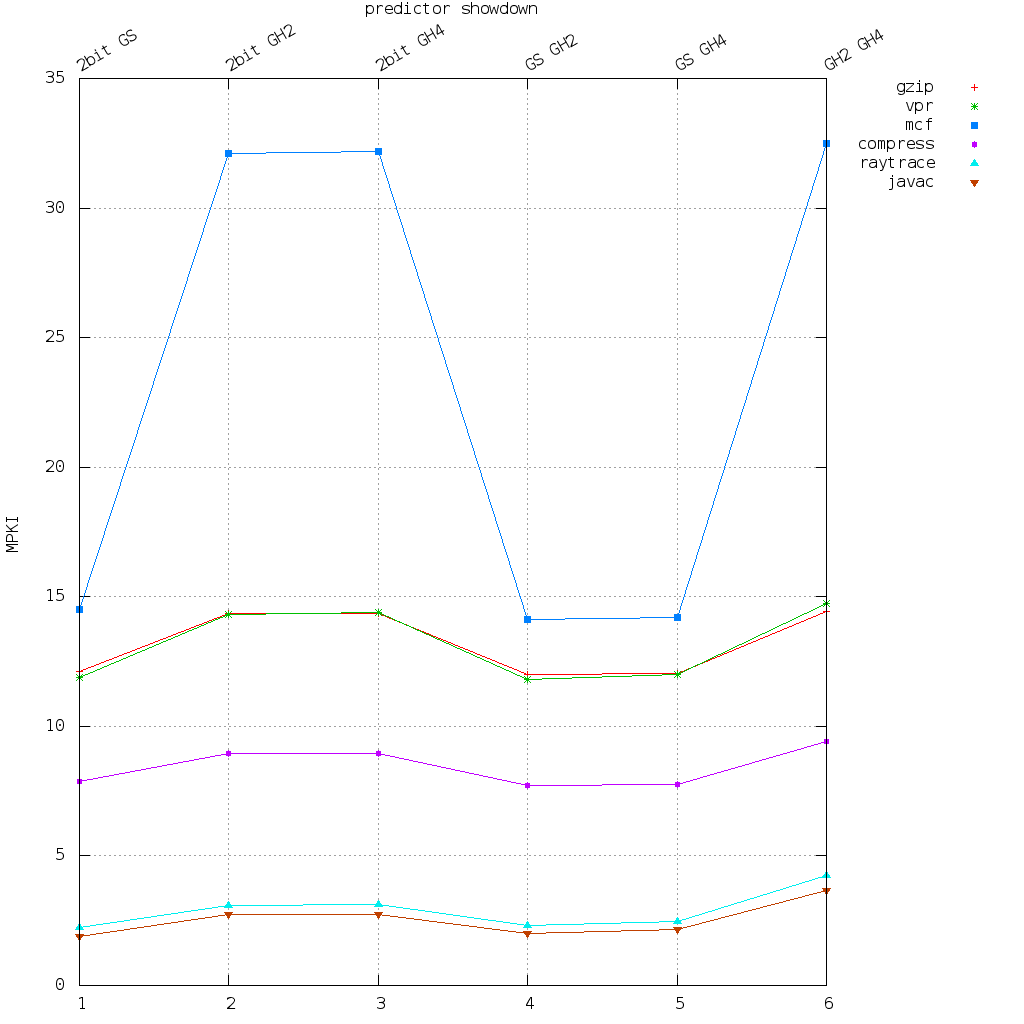 predictor showdown
2bit GS
2bit GH2
2bit GH4
GS GH2
GS GH4
GH2 GH4
35
30
25
20
15
10
5
0
MPKI
1 2 3 4 5 6
gzip
vpr
mcf
compress
raytrace
javac